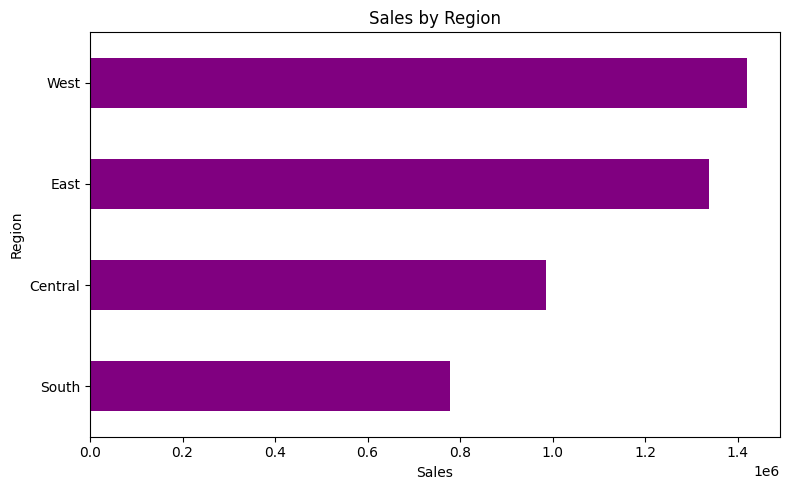 Sales by Region
West
East
Central
South
Region
0.0 0.2 0.4 0.6 0.8 1.0 1.2 1.4
1e6
Sales